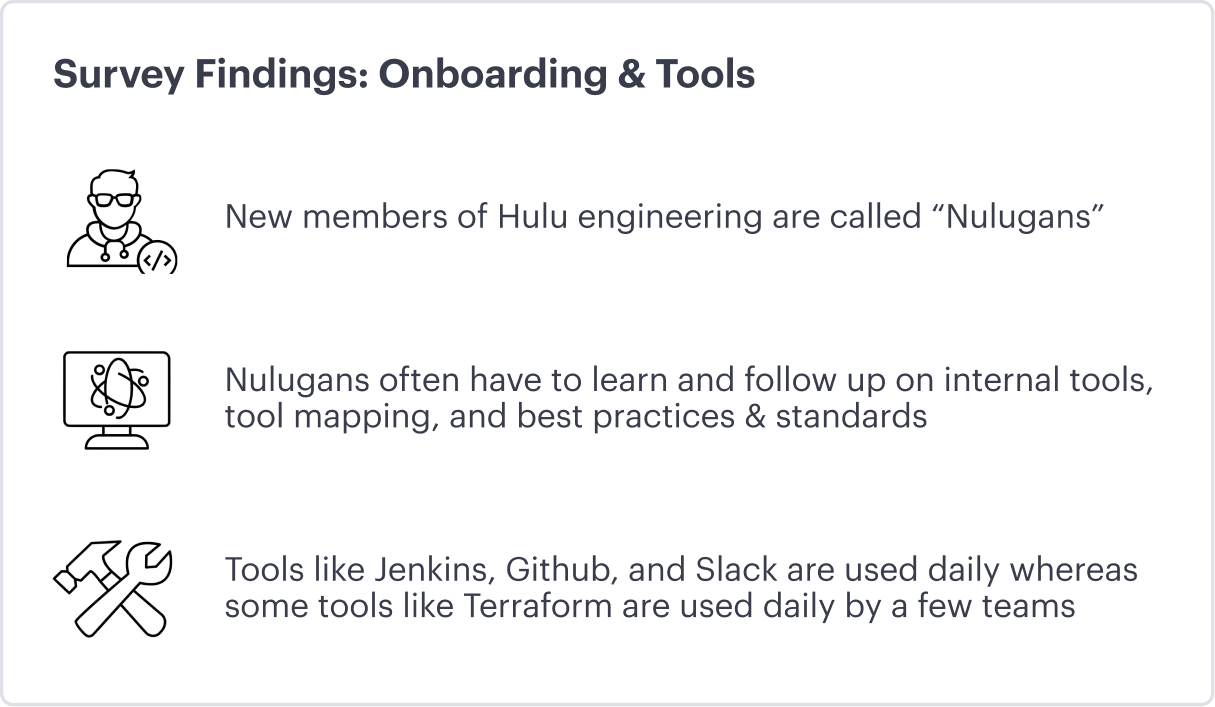 Survey Findings: Onboarding & Tools
New members of Hulu engineering are called “Nulugans”
Nulugans often have to learn and follow up on internal tools,
tool mapping, and best practices & standards
Tools like Jenkins, Github, and Slack are used daily whereas
some tools like Terraform are used daily by a few teams